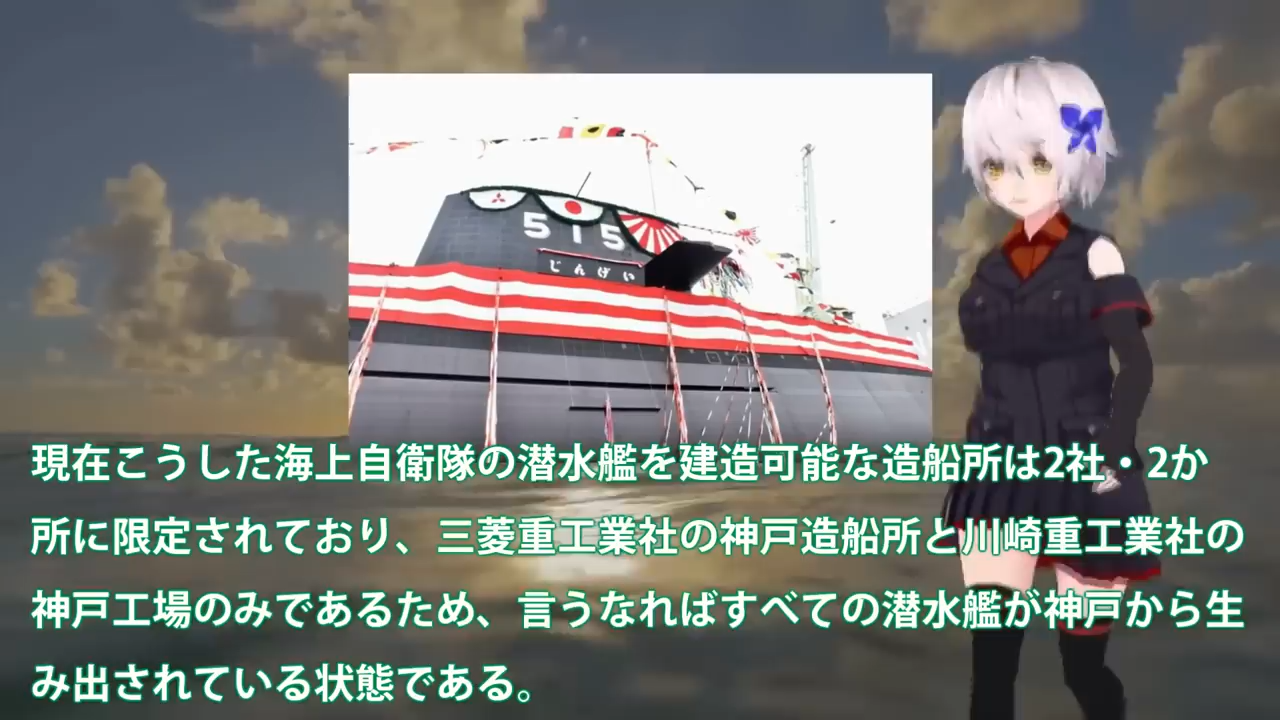 515
じんげい
現在こうした海上自衛隊の潜水艦を建造可能な造船所は2社・2か
所に限定されており、三菱重工業社の神戸造船所と川崎重工業社の
神戸工場のみであるため、言うなればすべての潜水艦が神戸から生
み出されている状態である。